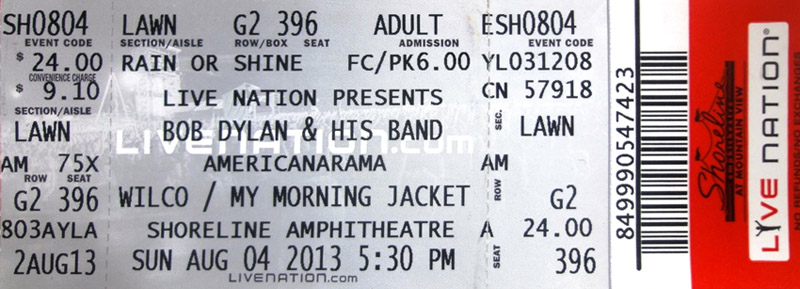 SH0804 LAWN G2 396 ADULT ESH0804
EVENT CODE SECTION/AISLE ROW/BOX SEAT ADMISSION EVENT CODE
$ 24.00 RAIN OR SHINE FC/PK6.00 YL031208
CONVENIENCE CHARGE
$ 9.10 LIVE NATION PRESENTS CN 57918
SECTION/AISLE
LAWN BOB DYLAN & HIS BAND SEC. LAWN
LIVENATION.com
AM 75X AMERICANARAMA AM
ROW SEAT
G2 396 WILCO / MY MORNING JACKET ROW G2
803AYLA SHORELINE AMPHITHEATRE A 24.00
2AUG13 SUN AUG 04 2013 5:30 PM SEAT 396
LIVENATION.com
849990547423
Shoreline
AT MOUNTAIN VIEW
LIVE NATION
NO REFUNDS/NO EXCHANGES